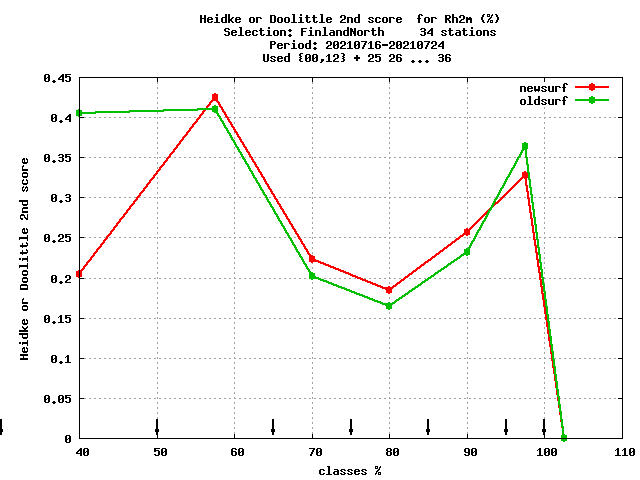 Heidke or Doolittle 2nd score  for Rh2m (%)
Selection: FinlandNorth     34 stations
Period: 20210716-20210724
Used {00,12} + 25 26 ... 36
newsurf
oldsurf
Heidke or Doolittle 2nd score
0.45
0.4
0.35
0.3
0.25
0.2
0.15
0.1
0.05
0
40 50 60 70 80 90 100 110
classes %